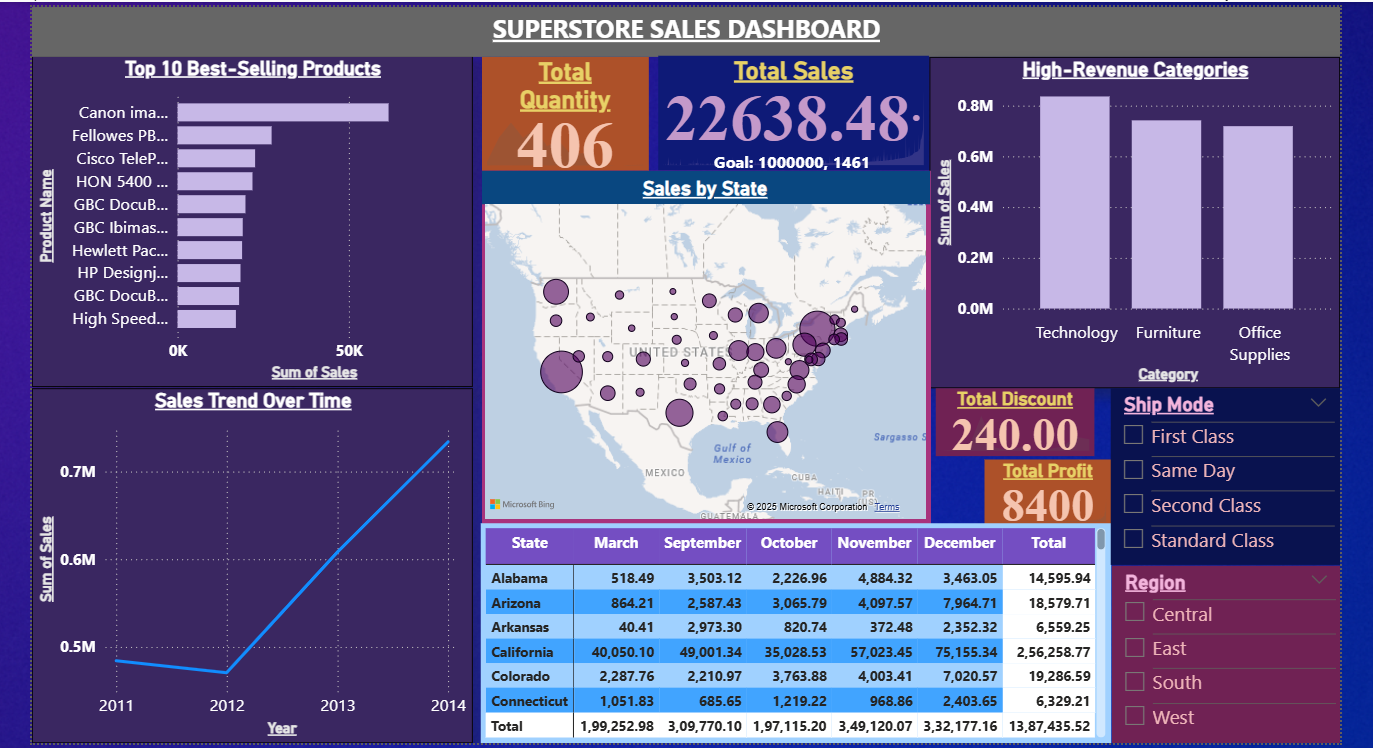 SUPERSTORE SALES DASHBOARD
Top 10 Best-Selling Products
Product Name
Canon ima...
Fellowes PB...
Cisco TeleP...
HON 5400 ...
GBC DocuB...
GBC Ibimas...
Hewlett Pac...
HP Designj...
GBC DocuB...
High Speed...
0K 50K
Sum of Sales
Sales Trend Over Time
Sum of Sales
0.7M
0.6M
0.5M
2011 2012 2013 2014
Year
Total
Quantity
406
Total Sales
22638.48
Goal: 1000000, 1461
Sales by State
UNITED STATES
Gulf of
Mexico
MEXICO
CUBA
HAITI
PR
(US)
GUATEMALA
Sargasso S
Microsoft Bing
© 2025 Microsoft Corporation Terms
State March September October November December Total
Alabama 518.49 3,503.12 2,226.96 4,884.32 3,463.05 14,595.94
Arizona 864.21 2,587.43 3,065.79 4,097.57 7,964.71 18,579.71
Arkansas 40.41 2,973.30 820.74 372.48 2,352.32 6,559.25
California 40,050.10 49,001.34 35,028.53 57,023.45 75,155.34 2,56,258.77
Colorado 2,287.76 2,210.97 3,763.88 4,003.41 7,020.57 19,286.59
Connecticut 1,051.83 685.65 1,219.22 968.86 2,403.65 6,329.21
Total 1,99,252.98 3,09,770.10 1,97,115.20 3,49,120.07 3,32,177.16 13,87,435.52
High-Revenue Categories
Sum of Sales
0.8M
0.6M
0.4M
0.2M
0.0M
Technology Furniture Office
Supplies
Category
Total Discount
240.00
Total Profit
8400
Ship Mode
First Class
Same Day
Second Class
Standard Class
Region
Central
East
South
West